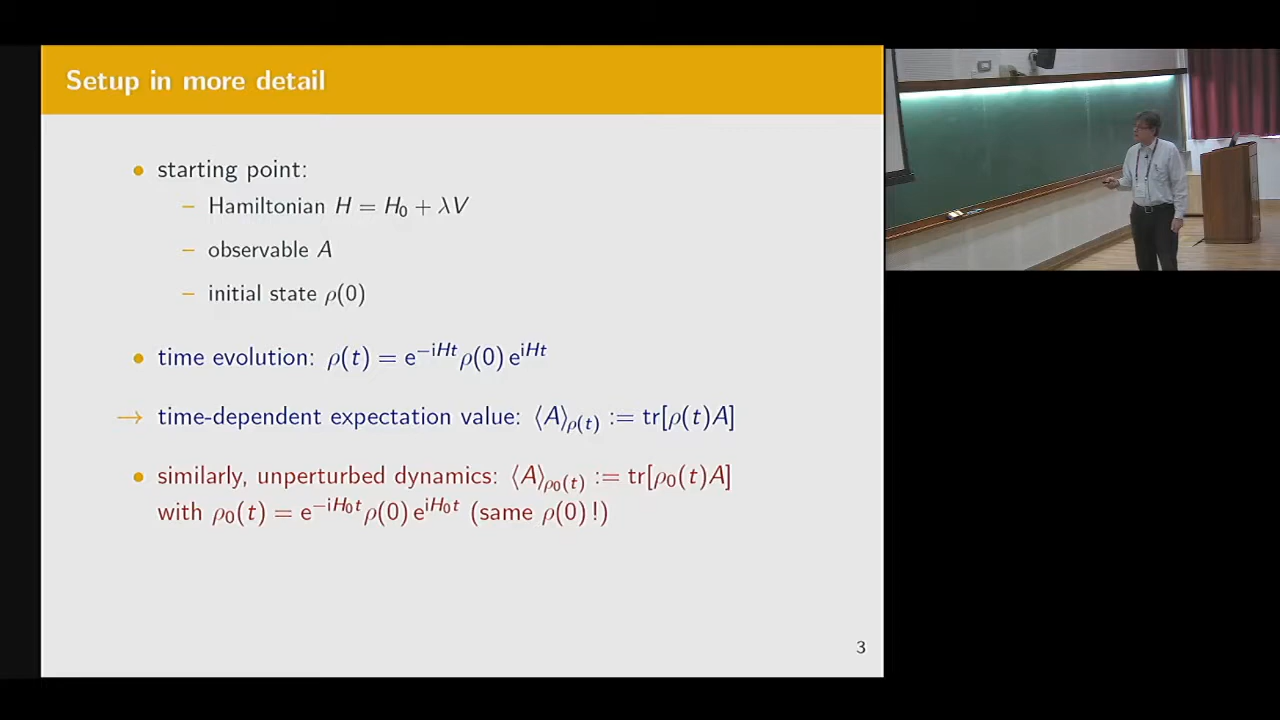 Setup in more detail
• starting point:
– Hamiltonian H = H₀ + λV
– observable A
– initial state ρ(0)
• time evolution: ρ(t) = e^{−iHt}ρ(0) e^{iHt}
→ time-dependent expectation value: ⟨A⟩_{ρ(t)} := tr[ρ(t)A]
• similarly, unperturbed dynamics: ⟨A⟩_{ρ₀(t)} := tr[ρ₀(t)A]
with ρ₀(t) = e^{−iH₀t}ρ(0) e^{iH₀t} (same ρ(0) !)
3